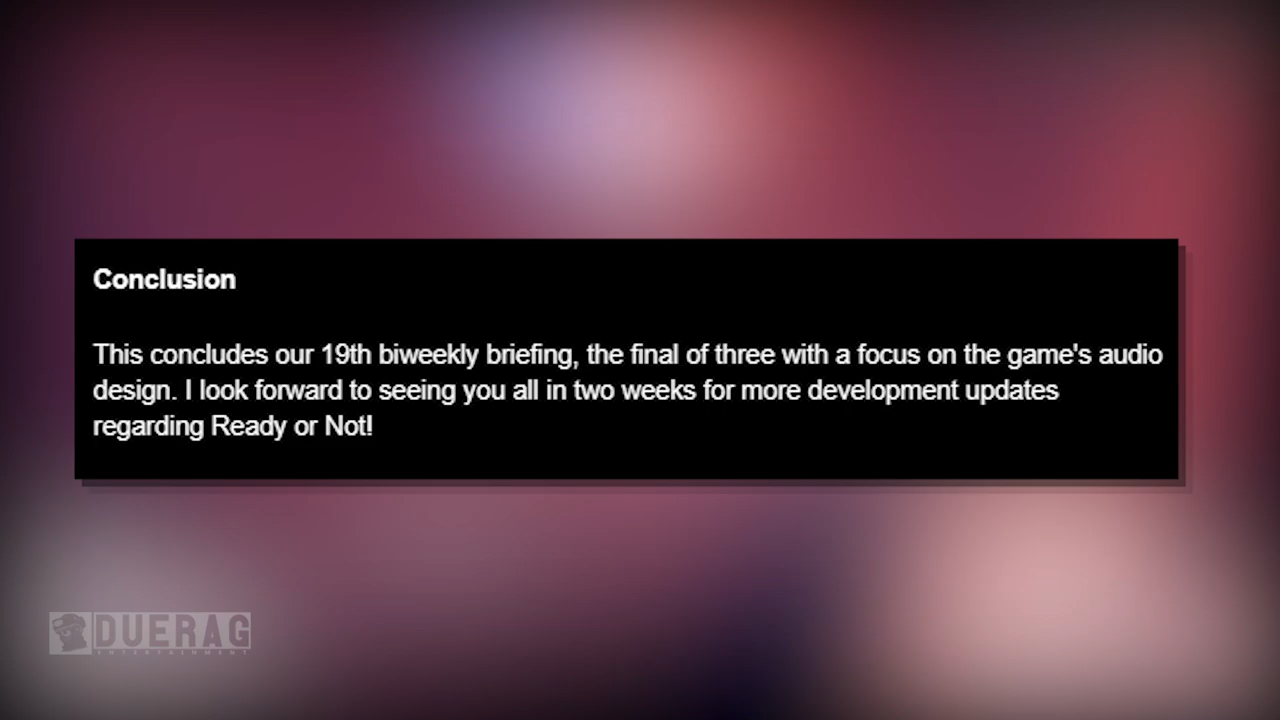 Conclusion
This concludes our 19th biweekly briefing, the final of three with a focus on the game's audio
design. I look forward to seeing you all in two weeks for more development updates
regarding Ready or Not!
DUERAG
ENTERTAINMENT